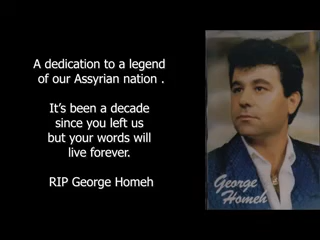 A dedication to a legend
of our Assyrian nation .
It's been a decade
since you left us
but your words will
live forever.
RIP George Homeh
George
Homeh